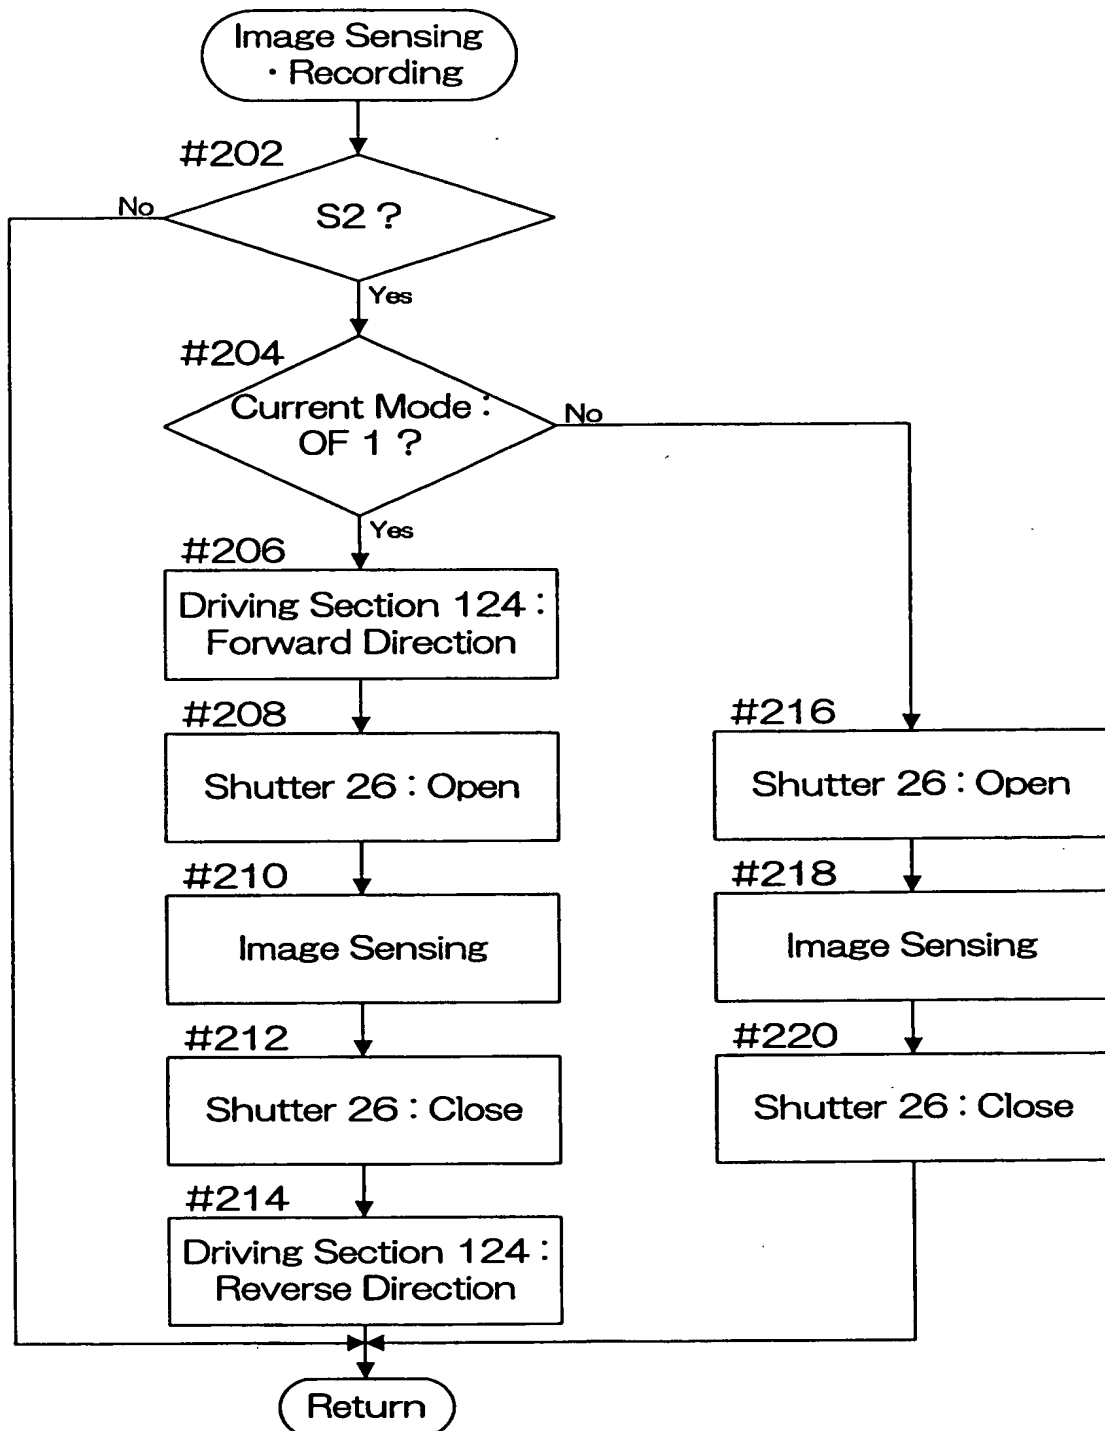 Image Sensing
・Recording
#202
No
S2 ?
Yes
#204
Current Mode :
OF 1 ?
No
Yes
#206
Driving Section 124 :
Forward Direction
#208
Shutter 26 : Open
#210
Image Sensing
#212
Shutter 26 : Close
#214
Driving Section 124 :
Reverse Direction
#216
Shutter 26 : Open
#218
Image Sensing
#220
Shutter 26 : Close
Return